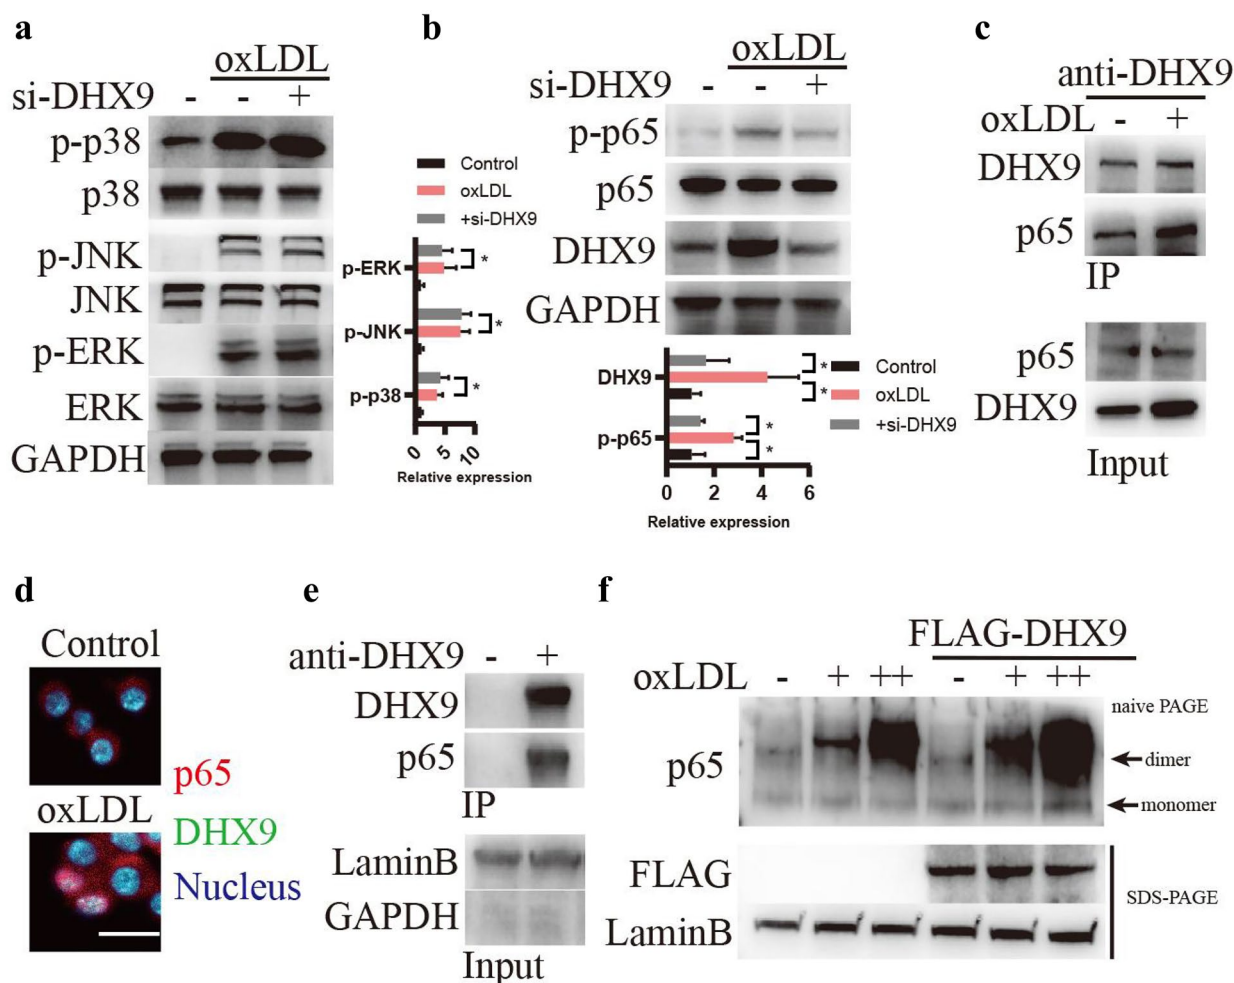 a
oxLDL
si-DHX9 - - +
p-p38
p38
p-JNK
JNK
p-ERK
ERK
GAPDH
Control
oxLDL
+si-DHX9
p-ERK *
p-JNK *
p-p38 *
0 5 10
Relative expression
b
oxLDL
si-DHX9 - - +
p-p65
p65
DHX9
GAPDH
DHX9 * *
p-p65 * *
Control
oxLDL
+si-DHX9
0 2 4 6
Relative expression
c
anti-DHX9
oxLDL - +
DHX9
p65
IP
p65
DHX9
Input
d
Control
oxLDL
p65
DHX9
Nucleus
e
anti-DHX9 - +
DHX9
p65
IP
LaminB
GAPDH
Input
f
FLAG-DHX9
oxLDL - + ++ - + ++
naive PAGE
p65
dimer
monomer
FLAG
LaminB
SDS-PAGE